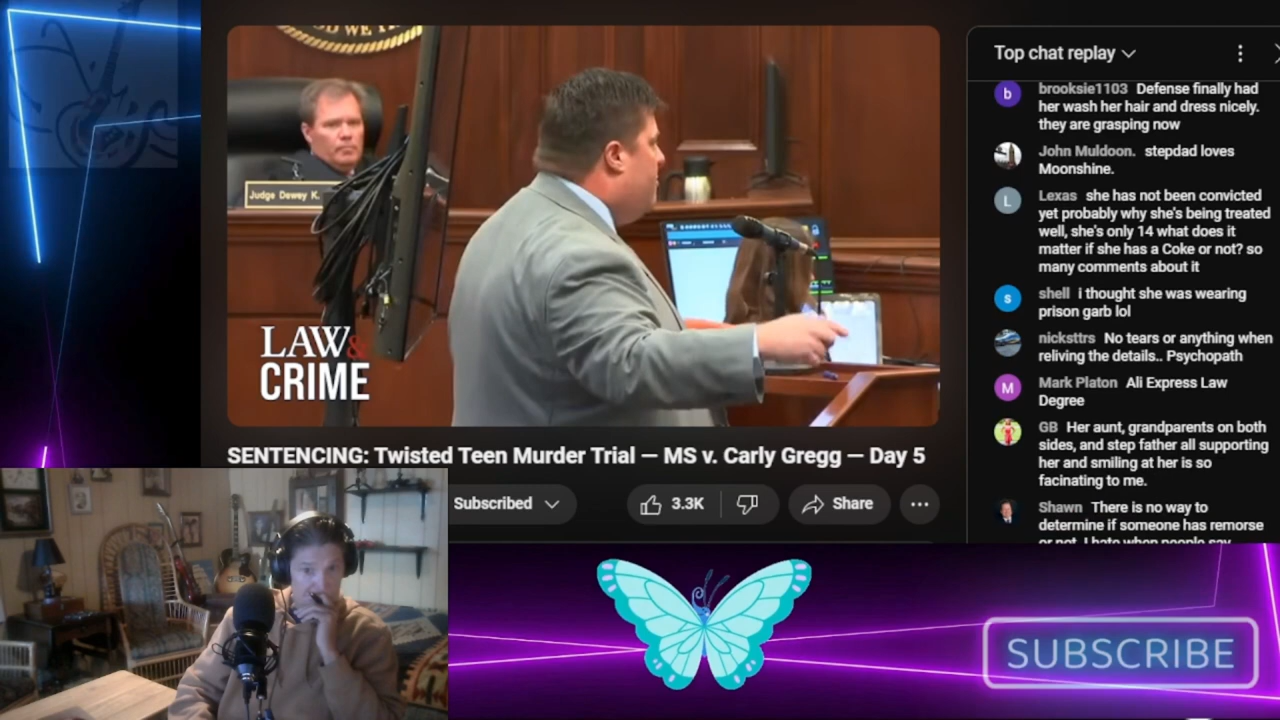 Top chat replay
brooksie1103 Defense finally had
her wash her hair and dress nicely.
they are grasping now
John Muldoon. stepdad loves
Moonshine.
Lexas she has not been convicted
yet probably why she's being treated
well, she's only 14 what does it
matter if she has a Coke or not? so
many comments about it
shell i thought she was wearing
prison garb lol
nicksttrs No tears or anything when
reliving the details.. Psychopath
Mark Platon Ali Express Law
Degree
GB Her aunt, grandparents on both
sides, and step father all supporting
her and smiling at her is so
facinating to me.
Shawn There is no way to
determine if someone has remorse
or not. I hate when people say
b
L
s
M
Judge Dewey K.
LAW&
CRIME
SENTENCING: Twisted Teen Murder Trial — MS v. Carly Gregg — Day 5
Subscribed
3.3K
Share
SUBSCRIBE